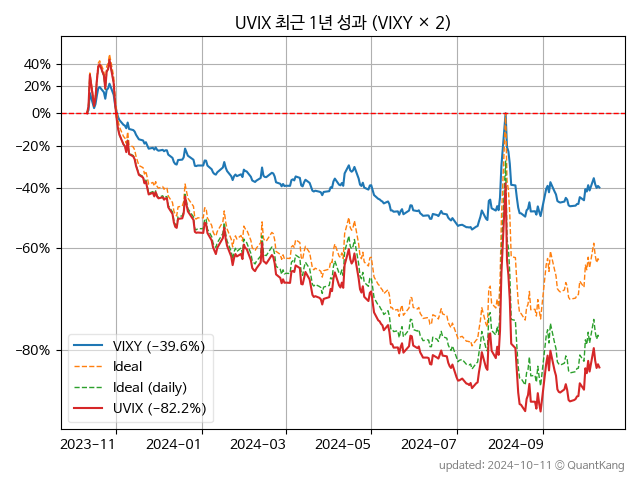 UVIX 최근 1년 성과 (VIXY × 2)
40%
20%
0%
−20%
−40%
−60%
−80%
VIXY (−39.6%)
Ideal
Ideal (daily)
UVIX (−82.2%)
2023−11
2024−01
2024−03
2024−05
2024−07
2024−09
updated: 2024−10−11 © QuantKang